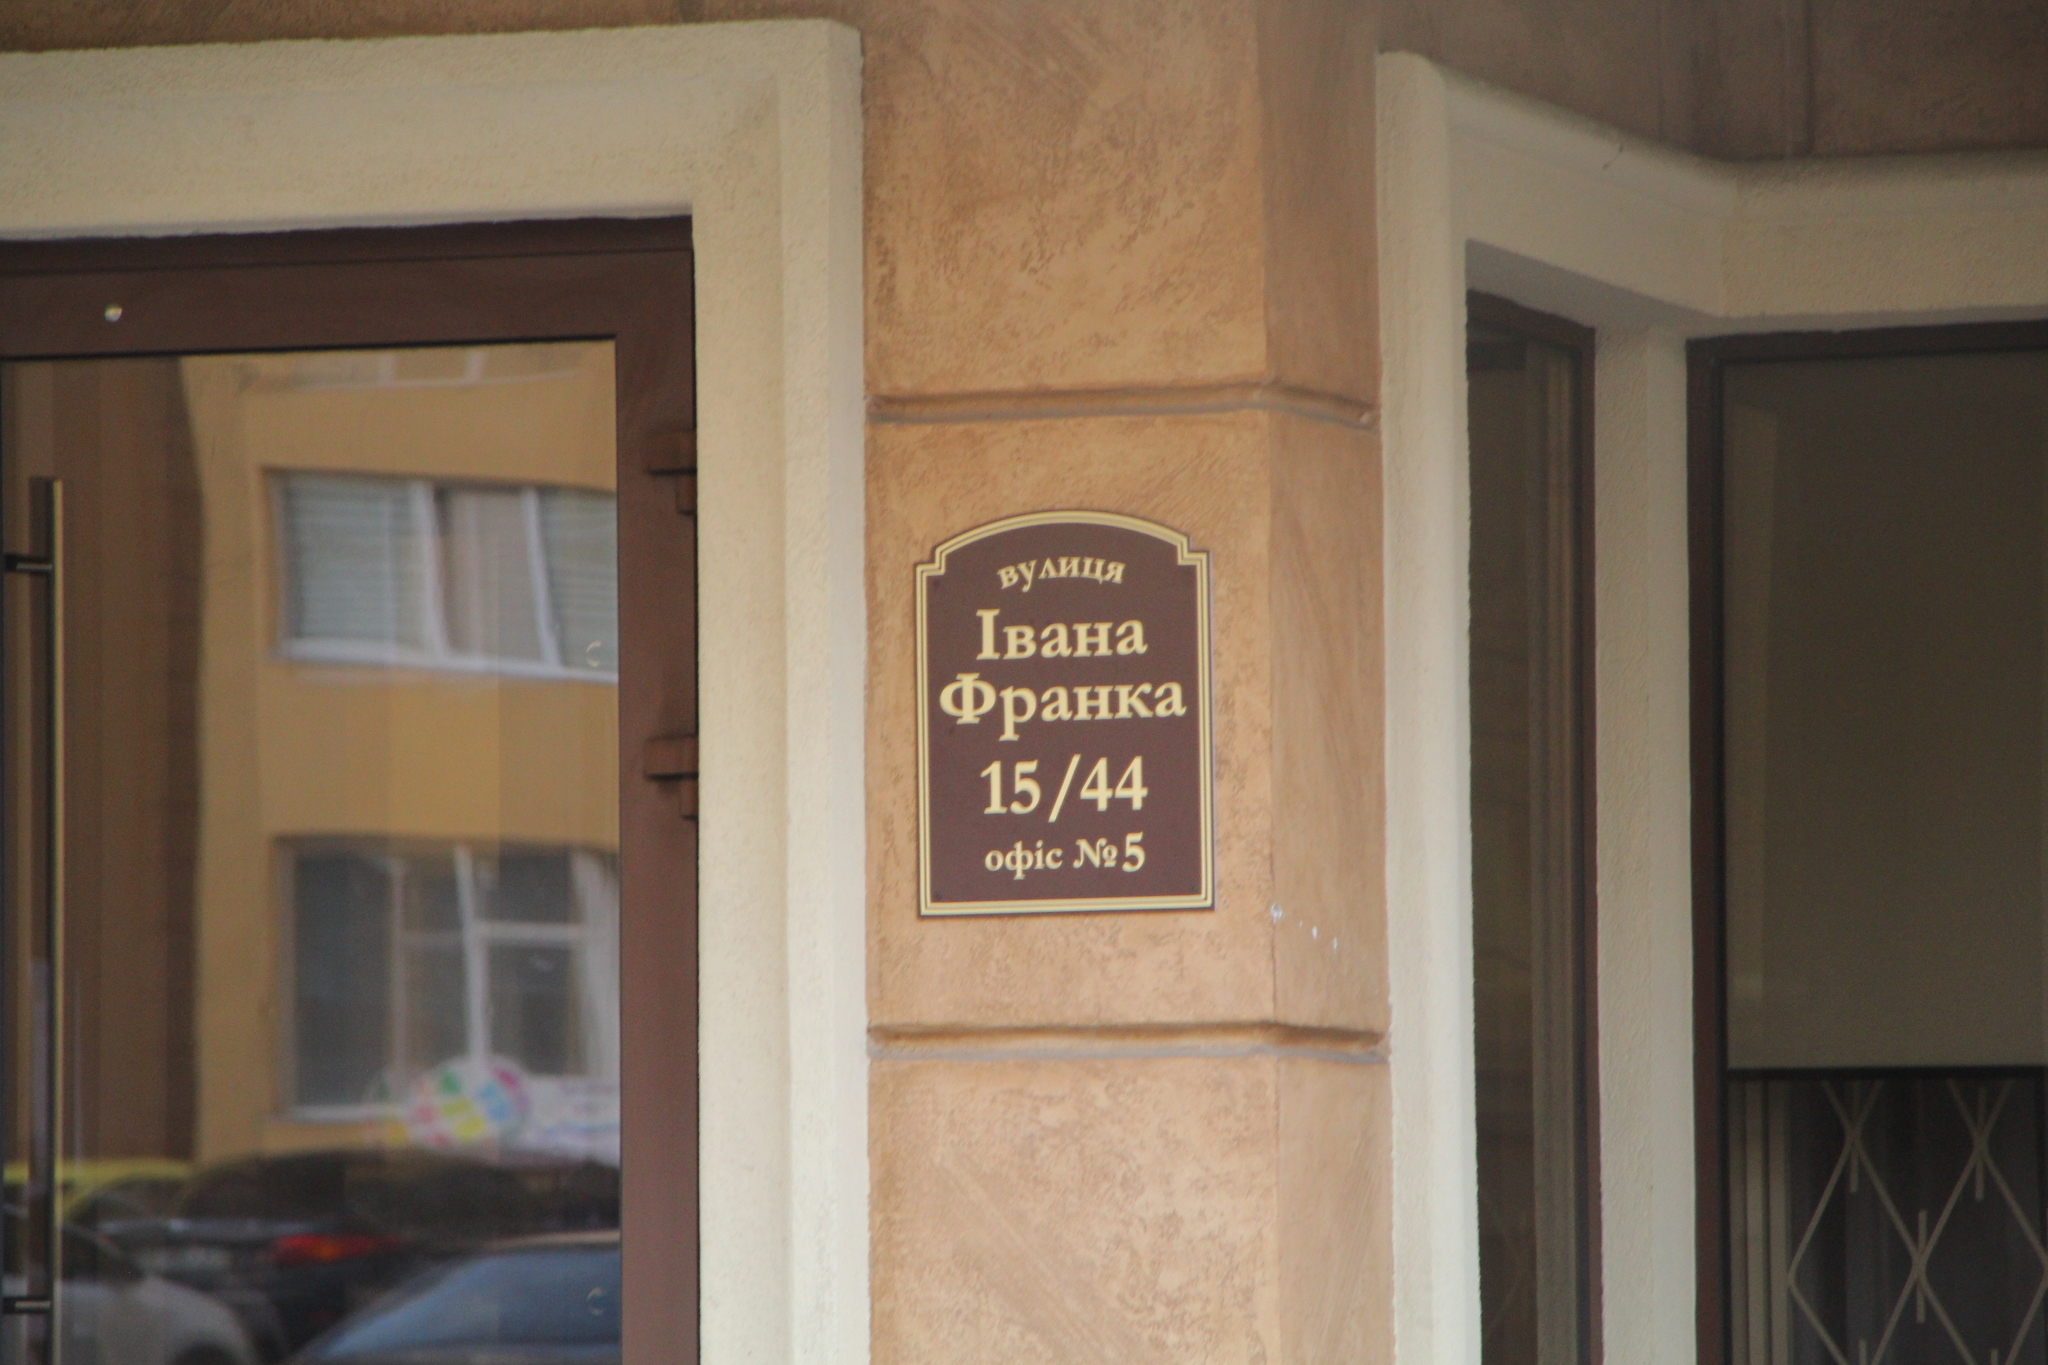 вулиця
Івана
Франка
15/44
офіс №5